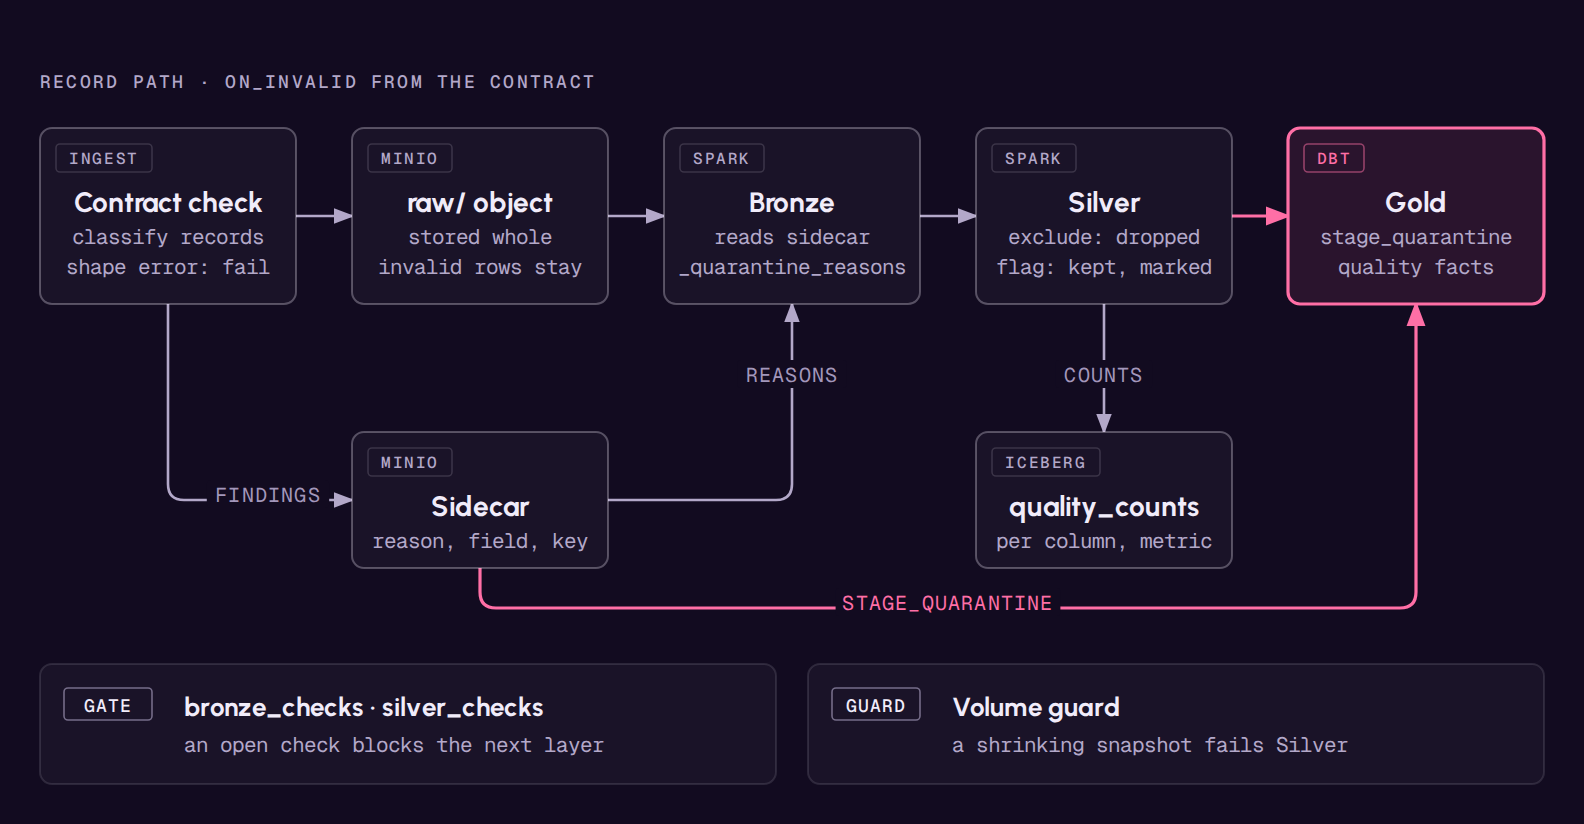 RECORD PATH · ON_INVALID FROM THE CONTRACT
INGEST
Contract check
classify records
shape error: fail
MINIO
raw/ object
stored whole
invalid rows stay
SPARK
Bronze
reads sidecar
_quarantine_reasons
SPARK
Silver
exclude: dropped
flag: kept, marked
DBT
Gold
stage_quarantine
quality facts
REASONS
COUNTS
FINDINGS
MINIO
Sidecar
reason, field, key
ICEBERG
quality_counts
per column, metric
STAGE_QUARANTINE
GATE
bronze_checks · silver_checks
an open check blocks the next layer
GUARD
Volume guard
a shrinking snapshot fails Silver